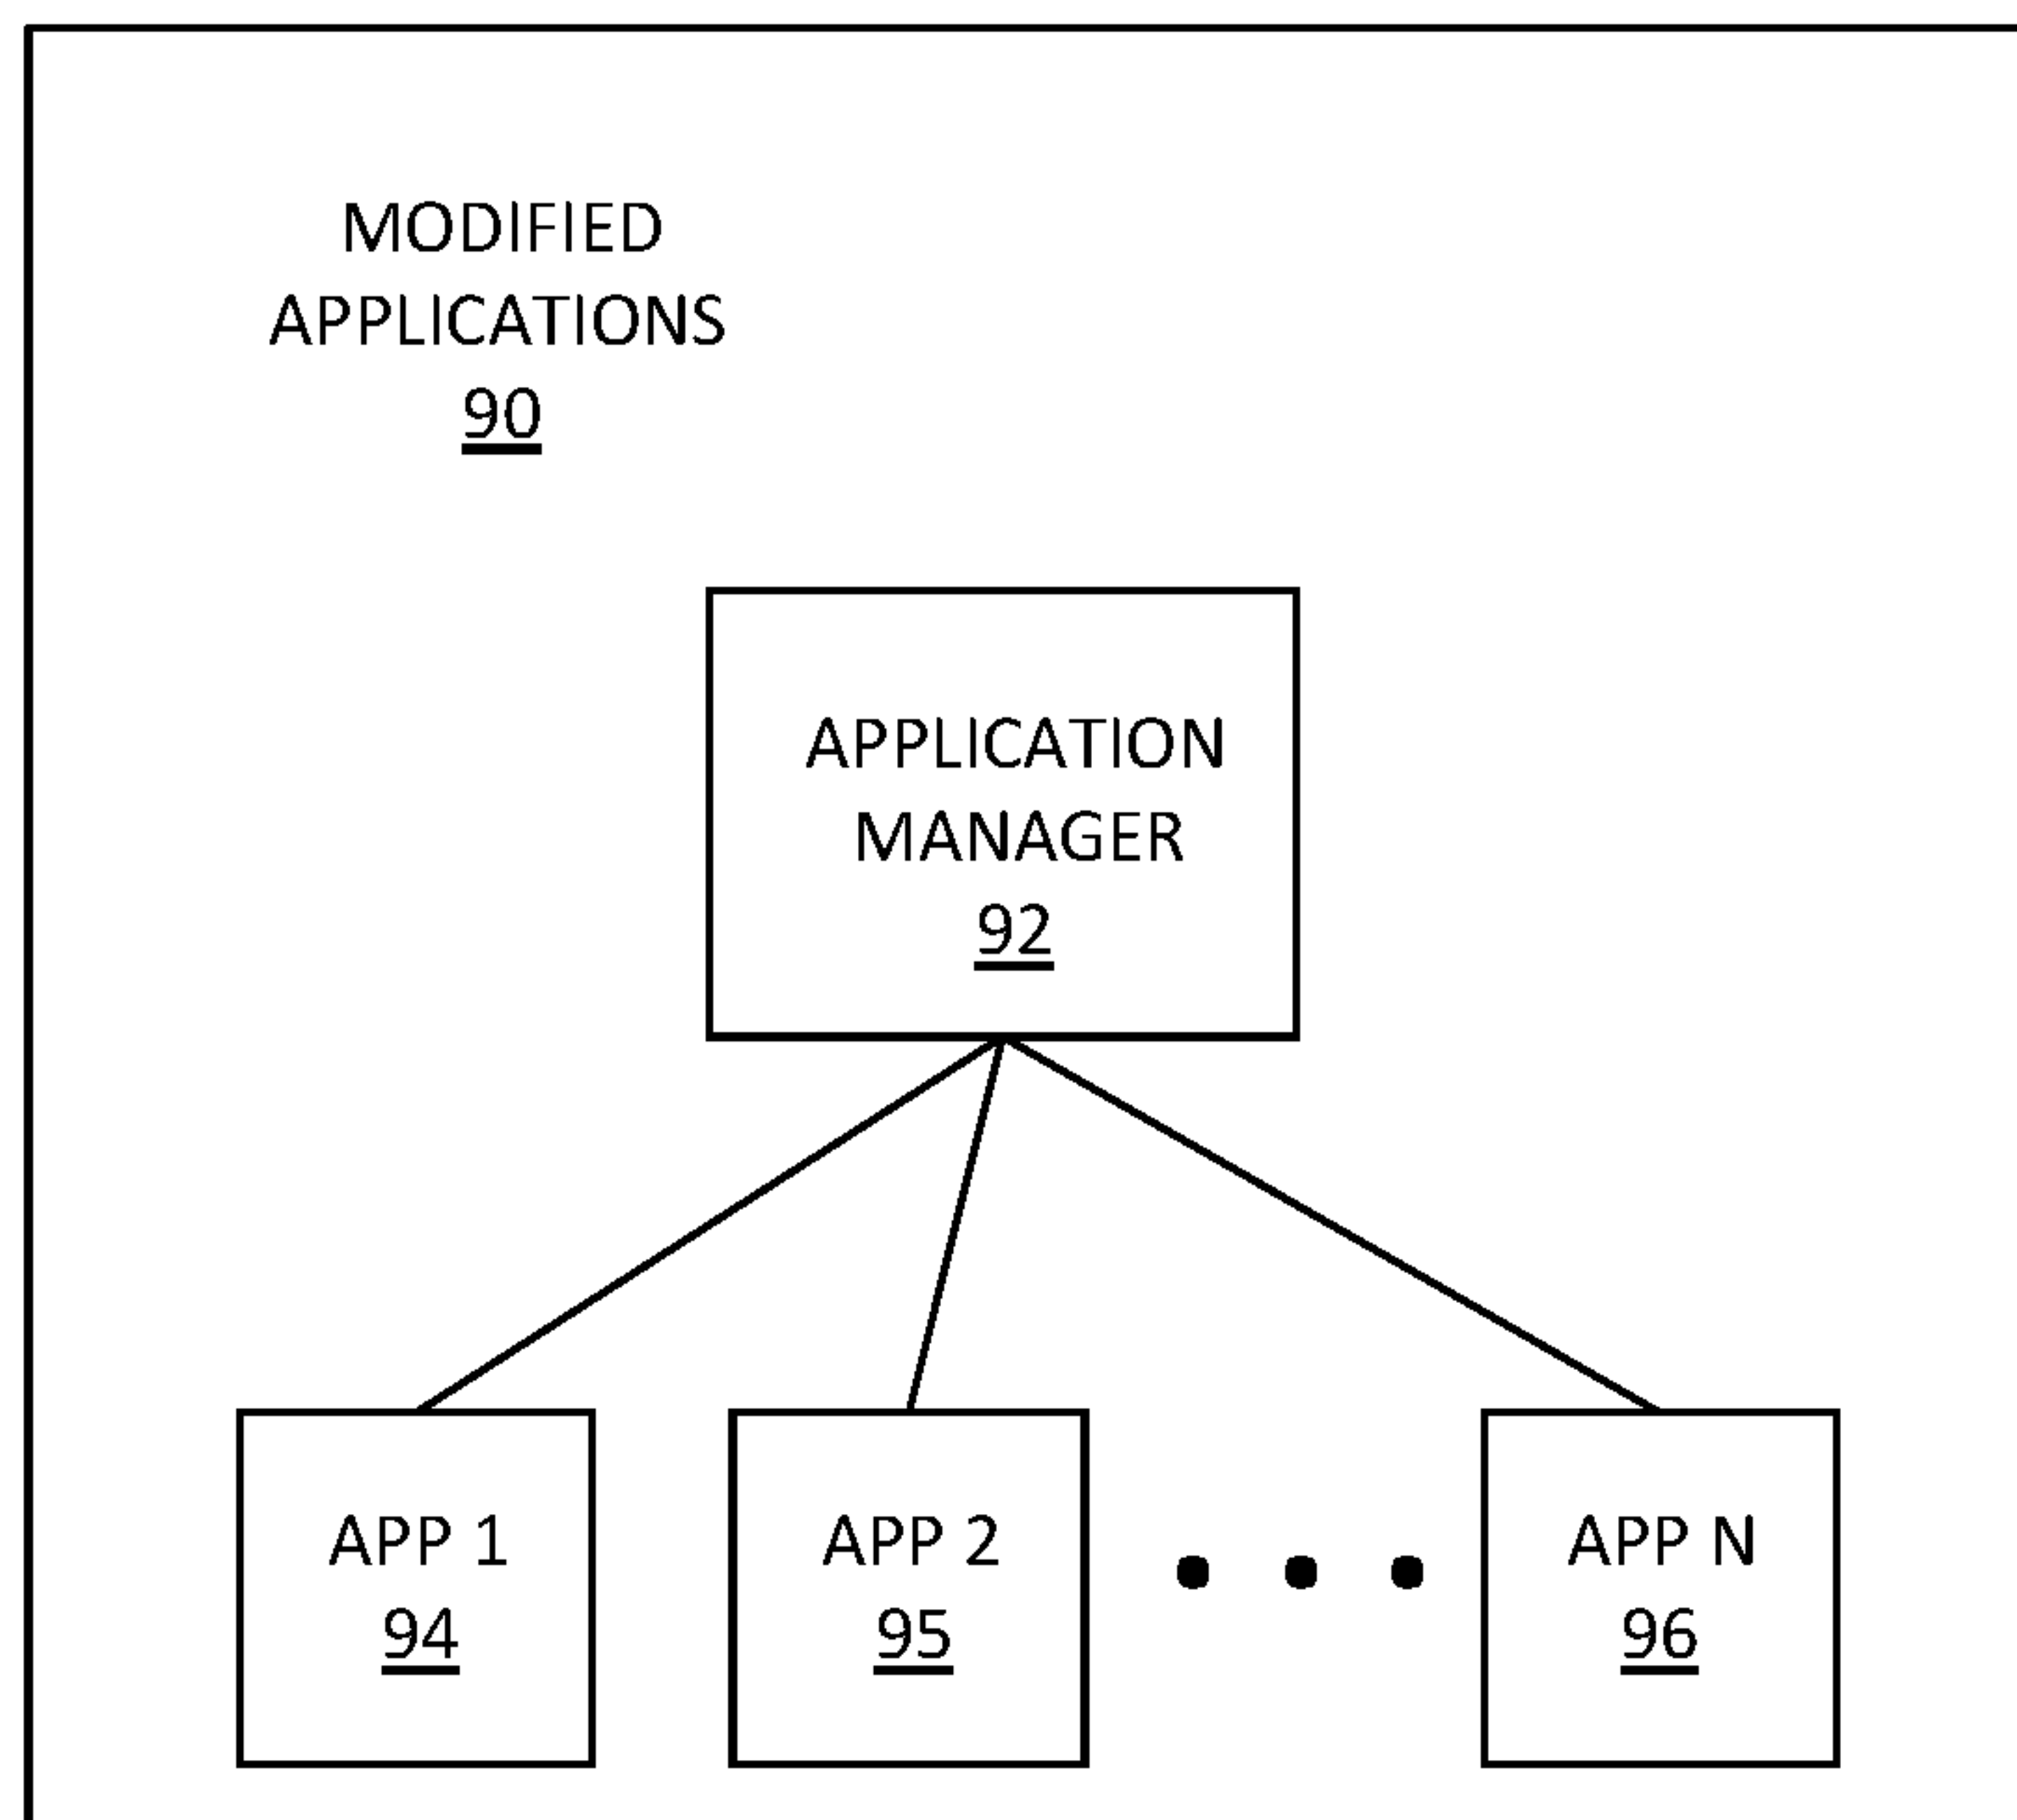 MODIFIED
APPLICATIONS
90
APPLICATION
MANAGER
92
APP 1
94
APP 2
95
APP N
96